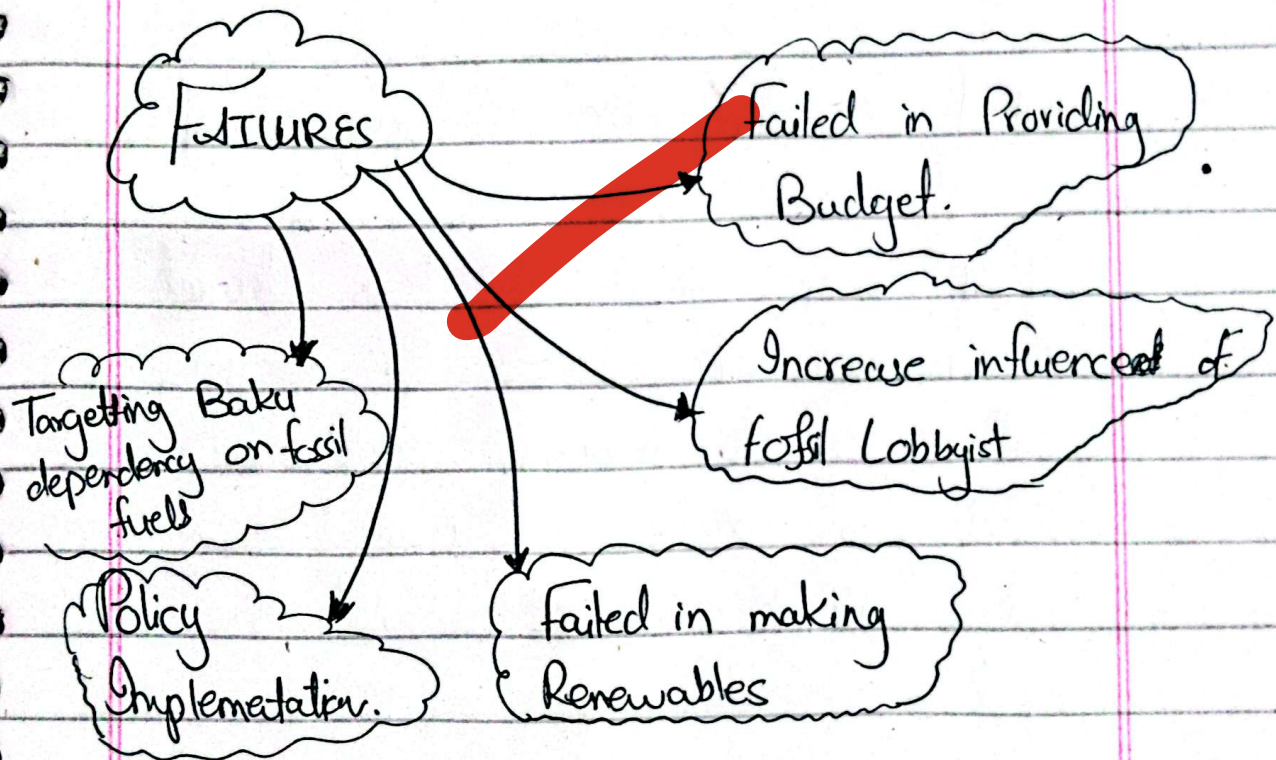 FAILURES
Failed in Providing
Budget.
Increase influenced of
fossil Lobbyist
Targetting Baku
dependency on fossil
fuels
Policy
Implemetation.
Failed in making
Renewables